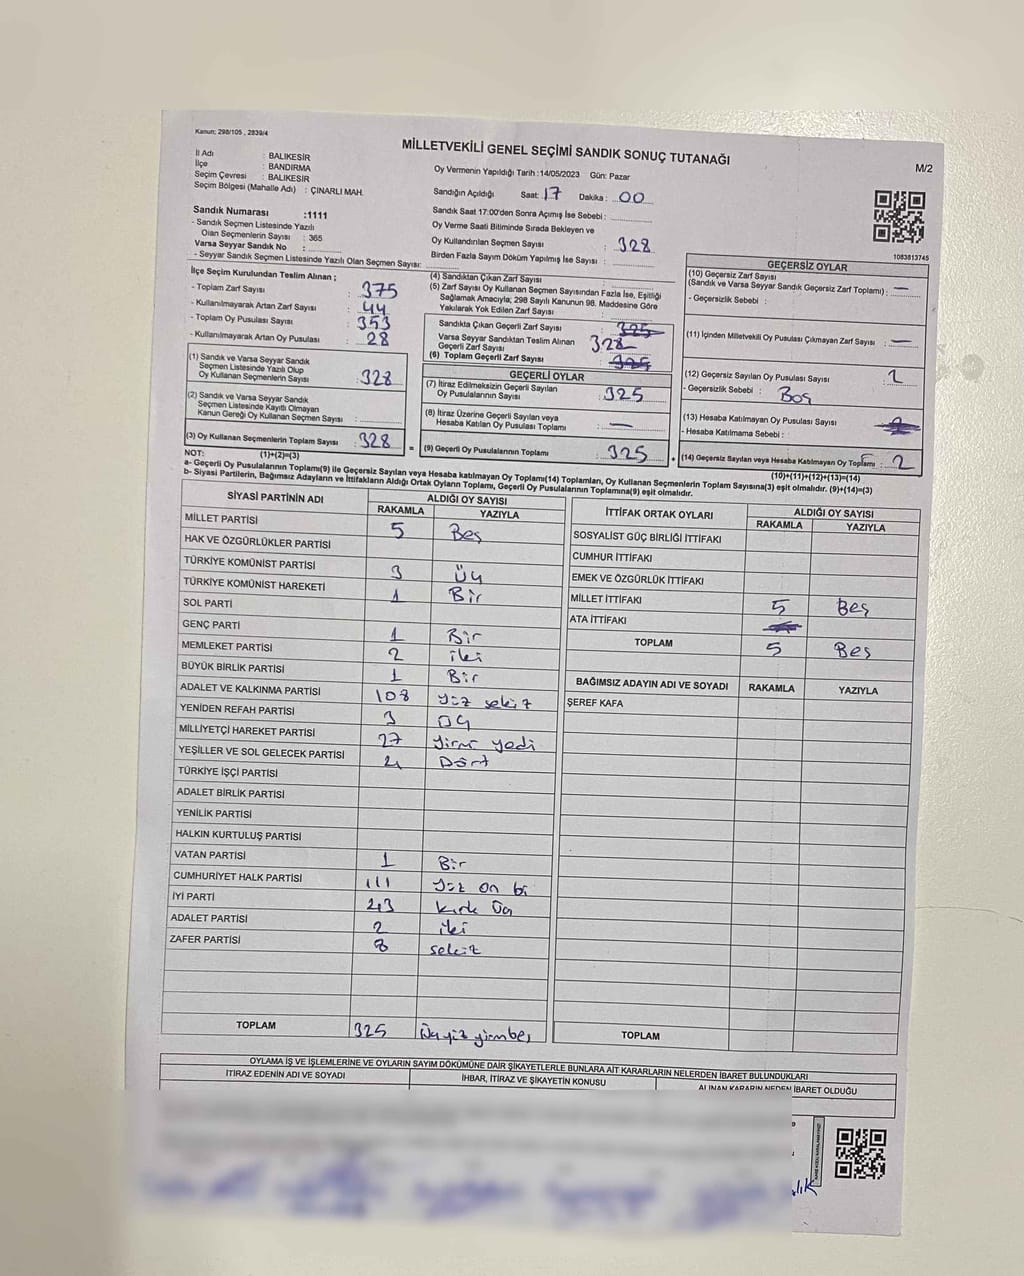 Kanun; 298/105 , 2839/4
MİLLETVEKİLİ GENEL SEÇİMİ SANDIK SONUÇ TUTANAĞI
M/2
İl Adı : BALIKESİR
İlçe : BANDIRMA
Seçim Çevresi : BALIKESİR
Seçim Bölgesi (Mahalle Adı) : ÇINARLI MAH.
Oy Vermenin Yapıldığı Tarih :14/05/2023 Gün: Pazar
Sandığın Açıldığı Saat: 17 Dakika : 00
Sandık Saat 17:00'den Sonra Açımış İse Sebebi :
Oy Verme Saati Bitiminde Sırada Bekleyen ve
Oy Kullandırılan Seçmen Sayısı : 328
Birden Fazla Sayım Döküm Yapılmış İse Sayısı :
Sandık Numarası :1111
- Sandık Seçmen Listesinde Yazılı
Olan Seçmenlerin Sayısı : 365
Varsa Seyyar Sandık No :
- Seyyar Sandık Seçmen Listesinde Yazılı Olan Seçmen Sayısı:
1083813745
İlçe Seçim Kurulundan Teslim Alınan ;
- Toplam Zarf Sayısı : 375
- Kullanılmayarak Artan Zarf Sayısı : 44
- Toplam Oy Pusulası Sayısı : 353
- Kullanılmayarak Artan Oy Pusulası : 28
(1) Sandık ve Varsa Seyyar Sandık
Seçmen Listesinde Yazılı Olup
Oy Kullanan Seçmenlerin Sayısı : 328
(2) Sandık ve Varsa Seyyar Sandık
Seçmen Listesinde Kayıtlı Olmayan
Kanun Gereği Oy Kullanan Seçmen Sayısı :
(3) Oy Kullanan Seçmenlerin Toplam Sayısı : 328
(4) Sandıktan Çıkan Zarf Sayısı
(5) Zarf Sayısı Oy Kullanan Seçmen Sayısından Fazla İse, Eşitliği
Sağlamak Amacıyla; 298 Sayılı Kanunun 98. Maddesine Göre
Yakılarak Yok Edilen Zarf Sayısı
Sandıkta Çıkan Geçerli Zarf Sayısı : 325
Varsa Seyyar Sandıktan Teslim Alınan
Geçerli Zarf Sayısı 328
(6) Toplam Geçerli Zarf Sayısı : 325
GEÇERLİ OYLAR
(7) İtiraz Edilmeksizin Geçerli Sayılan
Oy Pusulalarının Sayısı : 325
(8) İtiraz Üzerine Geçerli Sayılan veya
Hesaba Katılan Oy Pusulası Toplamı : —
= (9) Geçerli Oy Pusulalarının Toplamı : 325
GEÇERSİZ OYLAR
(10) Geçersiz Zarf Sayısı
(Sandık ve Varsa Seyyar Sandık Geçersiz Zarf Toplamı) : —
- Geçersizlik Sebebi :
(11) İçinden Milletvekili Oy Pusulası Çıkmayan Zarf Sayısı : —
(12) Geçersiz Sayılan Oy Pusulası Sayısı : 2
- Geçersizlik Sebebi : Boş
(13) Hesaba Katılmayan Oy Pusulası Sayısı :
- Hesaba Katılmama Sebebi :
+ (14) Geçersiz Sayılan veya Hesaba Katılmayan Oy Toplamı : 2
NOT: (1)+(2)=(3)
(10)+(11)+(12)+(13)=(14)
a- Geçerli Oy Pusulalarının Toplamı(9) ile Geçersiz Sayılan veya Hesaba katılmayan Oy Toplamı(14) Toplamları, Oy Kullanan Seçmenlerin Toplam Sayısına(3) eşit olmalıdır. (9)+(14)=(3)
b- Siyasi Partilerin, Bağımsız Adayların ve İttifakların Aldığı Ortak Oyların Toplamı, Geçerli Oy Pusulalarının Toplamına(9) eşit olmalıdır.
SİYASİ PARTİNİN ADI
ALDIĞI OY SAYISI
RAKAMLA YAZIYLA
MİLLET PARTİSİ 5 Beş
HAK VE ÖZGÜRLÜKLER PARTİSİ
TÜRKİYE KOMÜNİST PARTİSİ 3 Üç
TÜRKİYE KOMÜNİST HAREKETİ 1 Bir
SOL PARTİ
GENÇ PARTİ 1 Bir
MEMLEKET PARTİSİ 2 iki
BÜYÜK BİRLİK PARTİSİ 1 Bir
ADALET VE KALKINMA PARTİSİ 108 yüz sekiz
YENİDEN REFAH PARTİSİ 3 Üç
MİLLİYETÇİ HAREKET PARTİSİ 27 yirmi yedi
YEŞİLLER VE SOL GELECEK PARTİSİ 4 Dört
TÜRKİYE İŞÇİ PARTİSİ
ADALET BİRLİK PARTİSİ
YENİLİK PARTİSİ
HALKIN KURTULUŞ PARTİSİ
VATAN PARTİSİ 1 Bir
CUMHURİYET HALK PARTİSİ 111 yüz on bi
İYİ PARTİ 43 Kırk Üç
ADALET PARTİSİ 2 iki
ZAFER PARTİSİ 8 sekiz
TOPLAM 325 Üçyüz yirmbeş
İTTİFAK ORTAK OYLARI
ALDIĞI OY SAYISI
RAKAMLA YAZIYLA
SOSYALİST GÜÇ BİRLİĞİ İTTİFAKI
CUMHUR İTTİFAKI
EMEK VE ÖZGÜRLÜK İTTİFAKI
MİLLET İTTİFAKI 5 Beş
ATA İTTİFAKI
TOPLAM 5 Beş
BAĞIMSIZ ADAYIN ADI VE SOYADI RAKAMLA YAZIYLA
ŞEREF KAFA
TOPLAM
OYLAMA İŞ VE İŞLEMLERİNE VE OYLARIN SAYIM DÖKÜMÜNE DAİR ŞİKAYETLERLE BUNLARA AİT KARARLARIN NELERDEN İBARET BULUNDUKLARI
İTİRAZ EDENİN ADI VE SOYADI
İHBAR, İTİRAZ VE ŞİKAYETİN KONUSU
ALINAN KARARIN NEDEN İBARET OLDUĞU